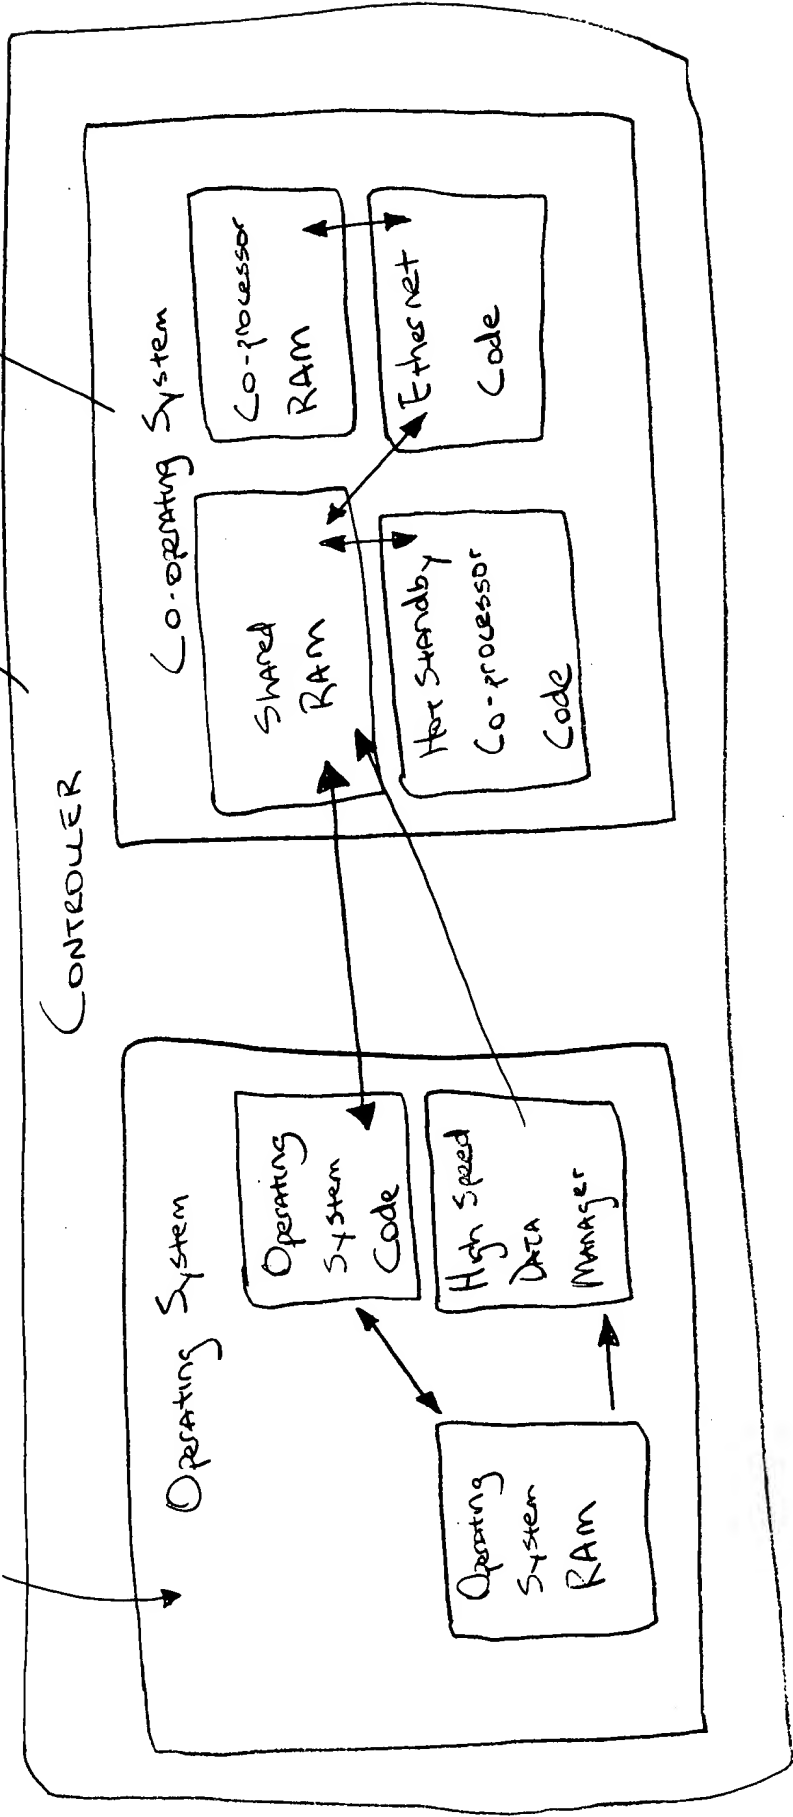 CONTROLLER
Operating System
Operating
System
Code
High Speed
DATA
MANAGER
Operating
System
RAM
Co-operating System
Shared
RAM
Co-processor
RAM
Hot Standby
Co-processor
Code
Ethernet
Code